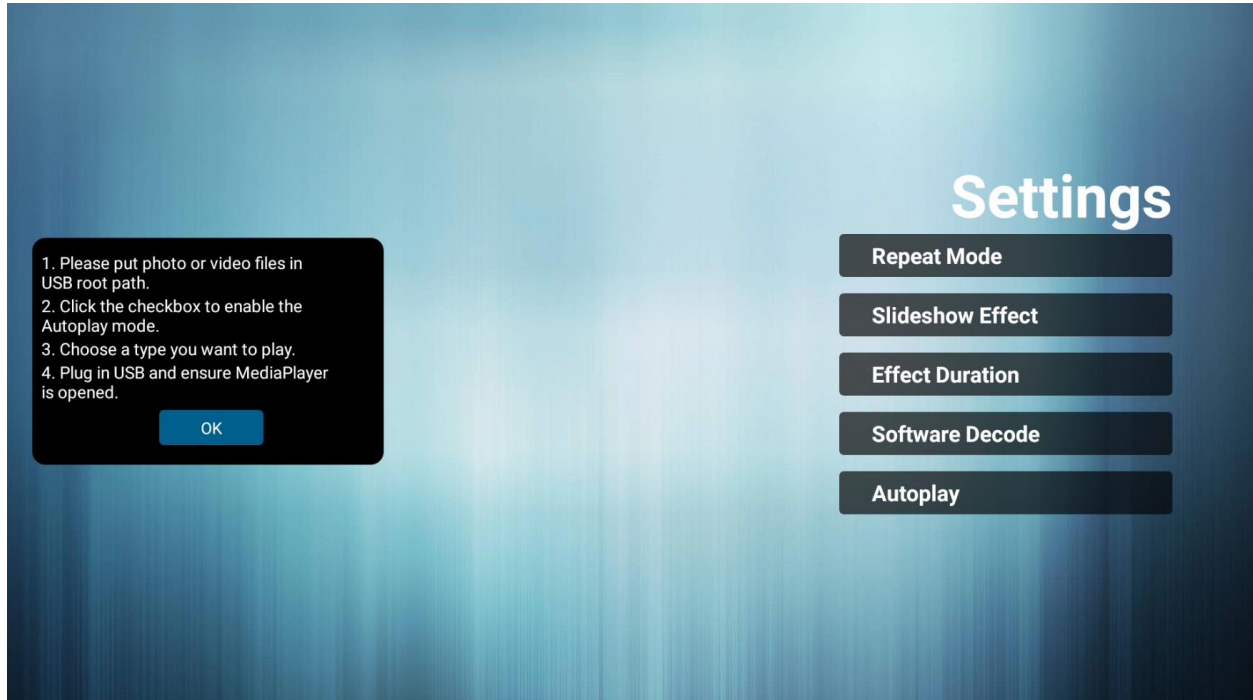 Settings
1. Please put photo or video files in
USB root path.
2. Click the checkbox to enable the
Autoplay mode.
3. Choose a type you want to play.
4. Plug in USB and ensure MediaPlayer
is opened.
OK
Repeat Mode
Slideshow Effect
Effect Duration
Software Decode
Autoplay